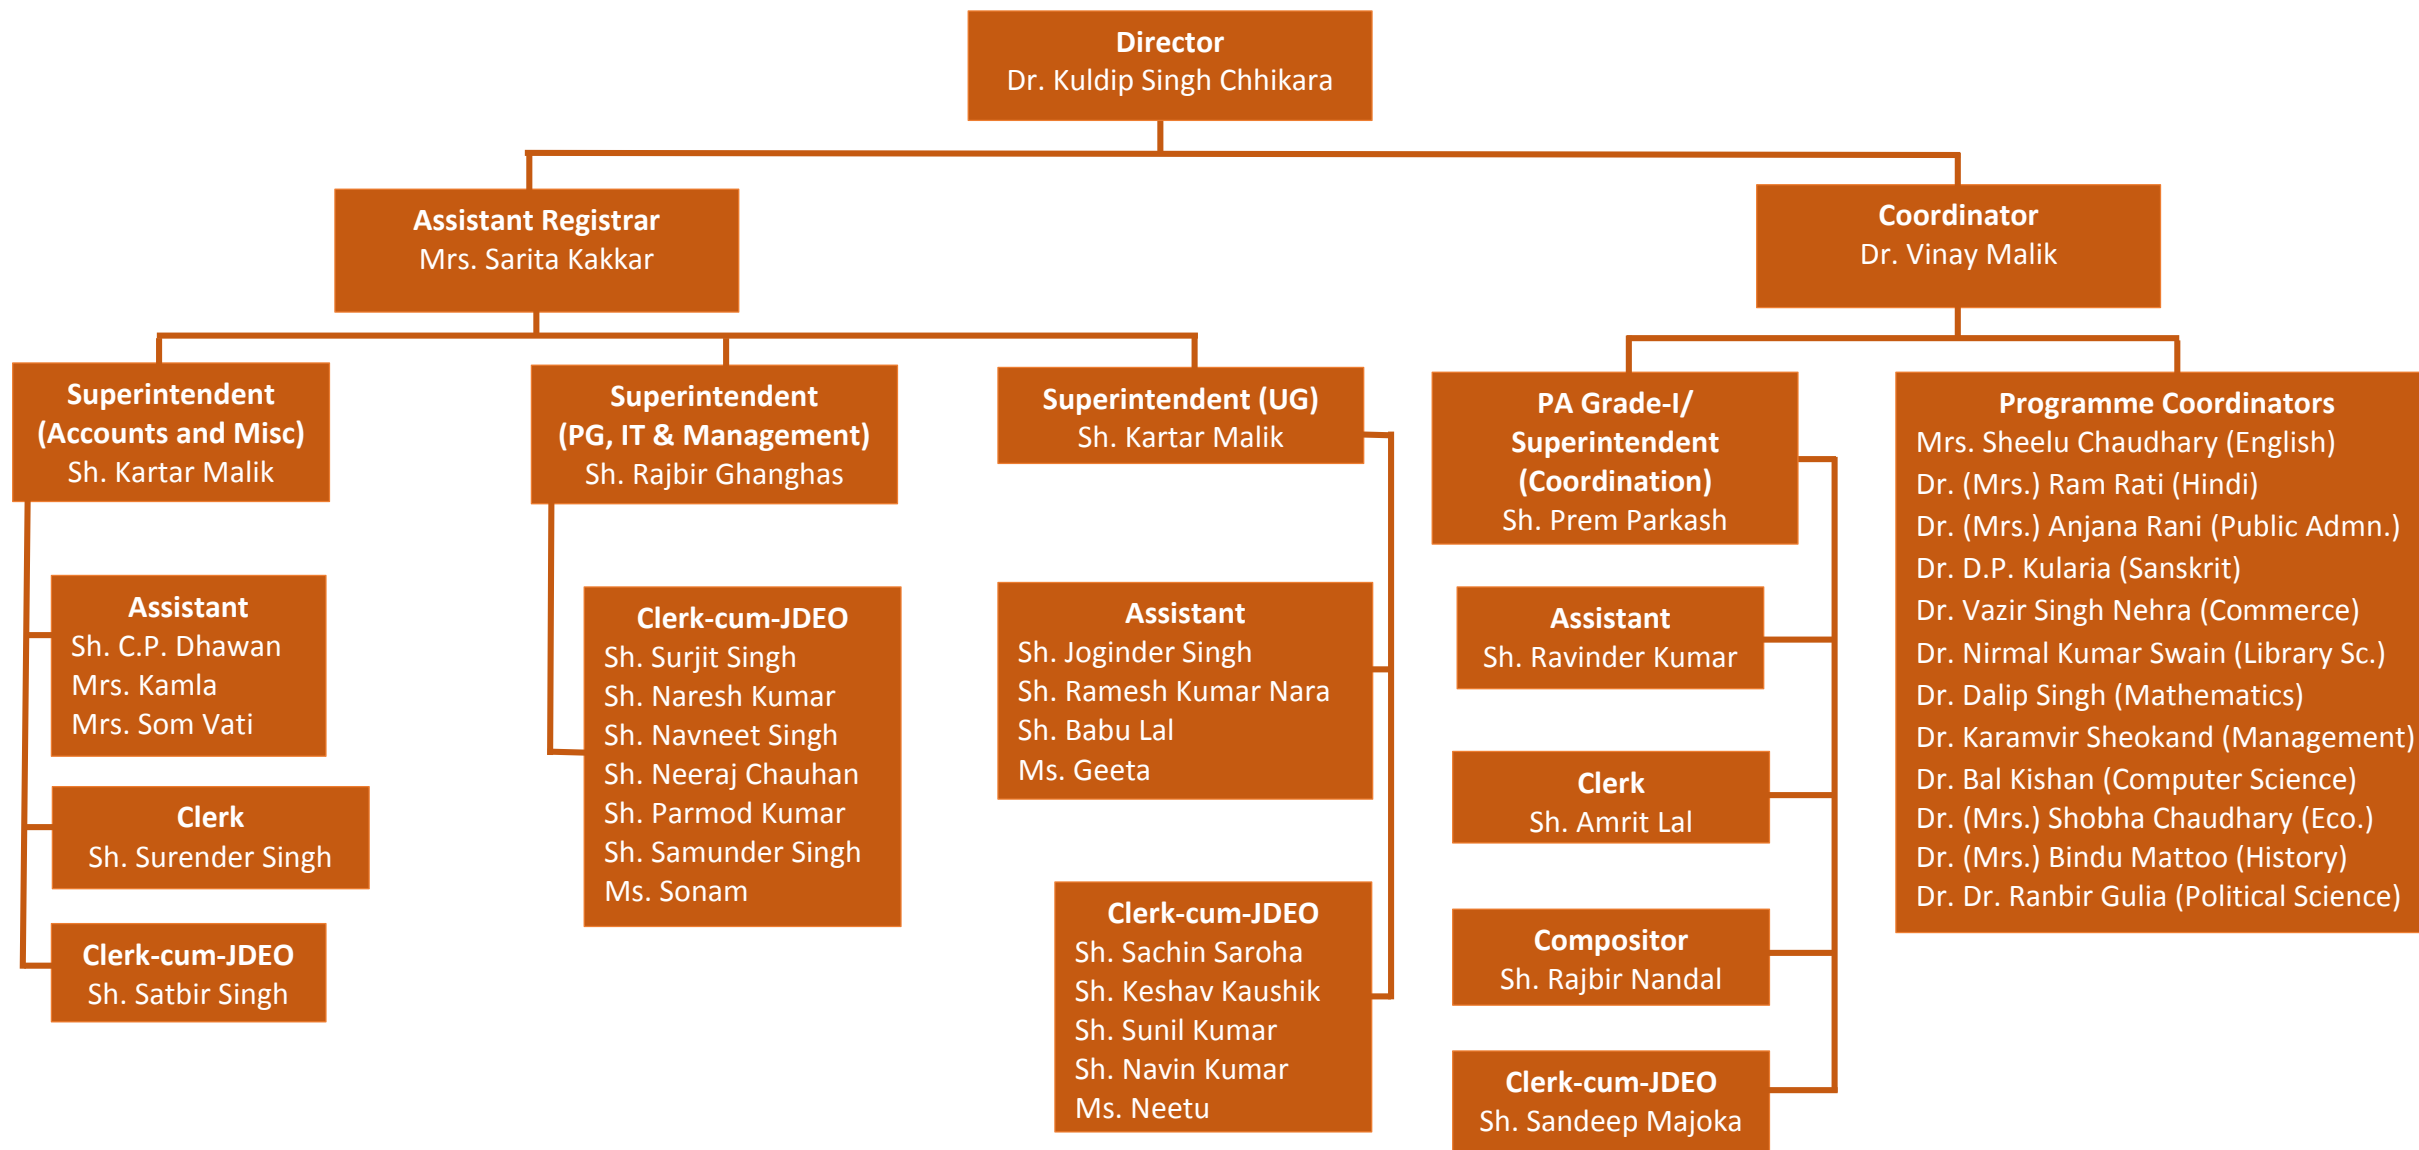 Director
Dr. Kuldip Singh Chhikara
Assistant Registrar
Mrs. Sarita Kakkar
Coordinator
Dr. Vinay Malik
Superintendent
(Accounts and Misc)
Sh. Kartar Malik
Superintendent
(PG, IT & Management)
Sh. Rajbir Ghanghas
Superintendent (UG)
Sh. Kartar Malik
PA Grade-I/
Superintendent
(Coordination)
Sh. Prem Parkash
Programme Coordinators
Mrs. Sheelu Chaudhary (English)
Dr. (Mrs.) Ram Rati (Hindi)
Dr. (Mrs.) Anjana Rani (Public Admn.)
Dr. D.P. Kularia (Sanskrit)
Dr. Vazir Singh Nehra (Commerce)
Dr. Nirmal Kumar Swain (Library Sc.)
Dr. Dalip Singh (Mathematics)
Dr. Karamvir Sheokand (Management)
Dr. Bal Kishan (Computer Science)
Dr. (Mrs.) Shobha Chaudhary (Eco.)
Dr. (Mrs.) Bindu Mattoo (History)
Dr. Dr. Ranbir Gulia (Political Science)
Assistant
Sh. C.P. Dhawan
Mrs. Kamla
Mrs. Som Vati
Clerk
Sh. Surender Singh
Clerk-cum-JDEO
Sh. Satbir Singh
Clerk-cum-JDEO
Sh. Surjit Singh
Sh. Naresh Kumar
Sh. Navneet Singh
Sh. Neeraj Chauhan
Sh. Parmod Kumar
Sh. Samunder Singh
Ms. Sonam
Assistant
Sh. Joginder Singh
Sh. Ramesh Kumar Nara
Sh. Babu Lal
Ms. Geeta
Clerk-cum-JDEO
Sh. Sachin Saroha
Sh. Keshav Kaushik
Sh. Sunil Kumar
Sh. Navin Kumar
Ms. Neetu
Assistant
Sh. Ravinder Kumar
Clerk
Sh. Amrit Lal
Compositor
Sh. Rajbir Nandal
Clerk-cum-JDEO
Sh. Sandeep Majoka